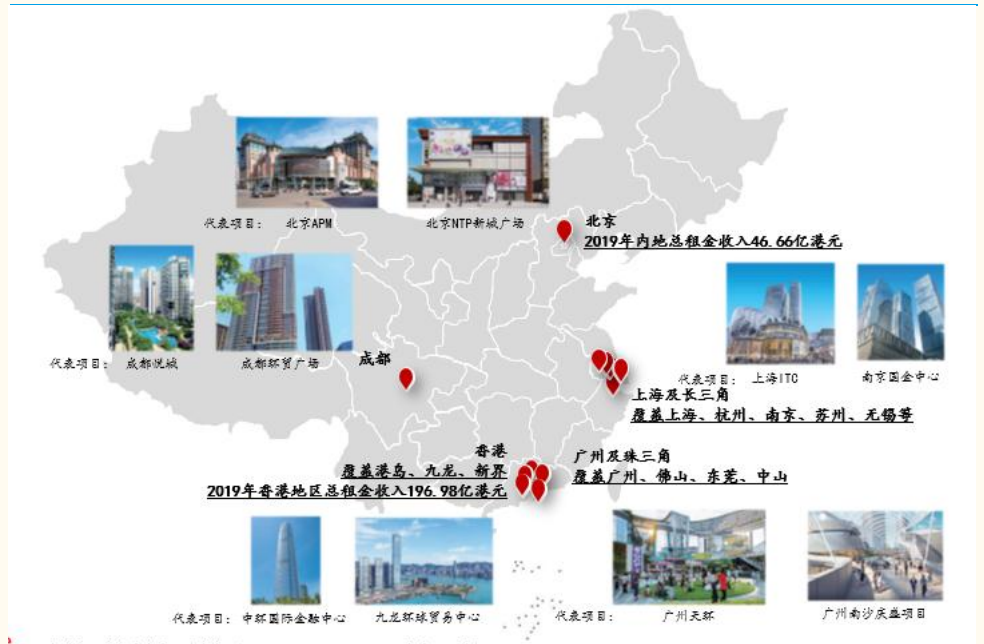 代表项目：
北京APM
北京NTP新城广场
北京
2019年内地总租金收入46.66亿港元
代表项目：
成都悦城
成都环贸广场
成都
代表项目：
上海ITC
南京国金中心
上海及长三角
覆盖上海、杭州、南京、苏州、无锡等
香港
覆盖港岛、九龙、新界
2019年香港地区总租金收入196.98亿港元
广州及珠三角
覆盖广州、佛山、东莞、中山
代表项目：
中环国际金融中心
九龙环球贸易中心
代表项目：
广州天环
广州南沙庆盛项目